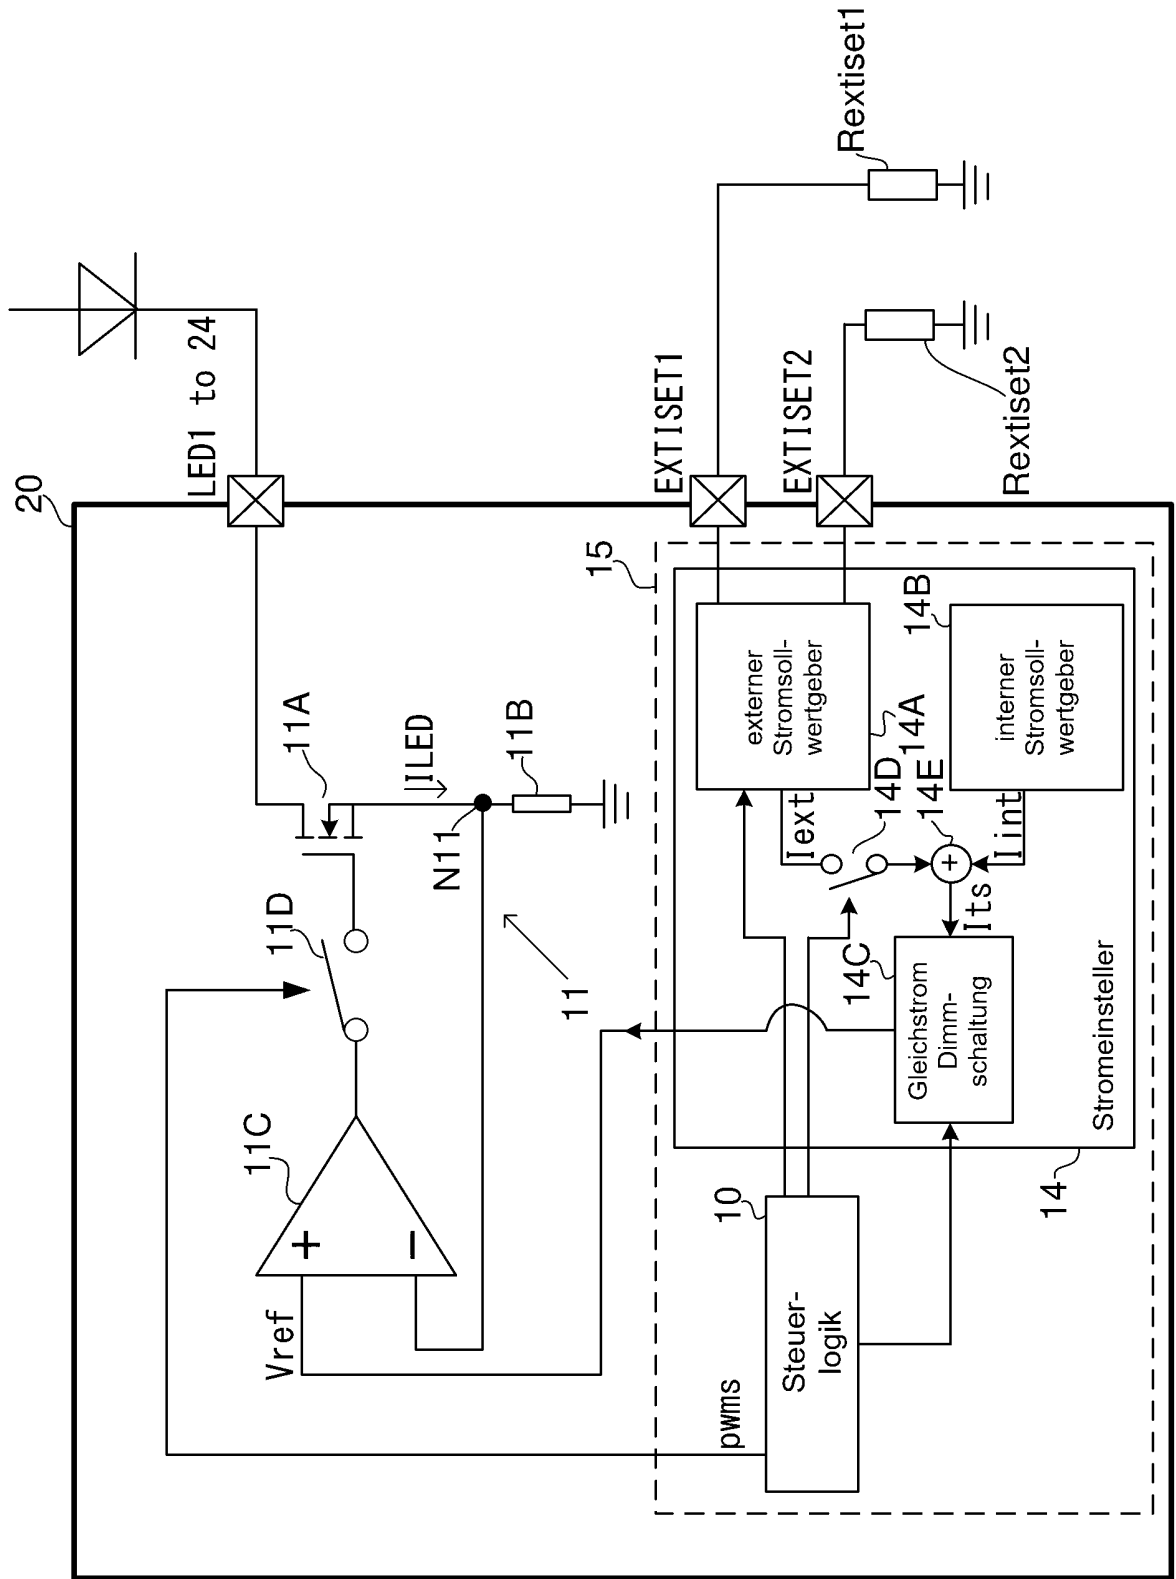 20
LED1 to 24
11A
ILED
N11
11B
11D
11
11C
+
−
Vref
pwms
EXTISET1
Rextiset1
EXTISET2
Rextiset2
15
externer
Stromsoll-
wertgeber
14A
interner
Stromsoll-
wertgeber
14B
Iext
14D
14E
+
Iint
Its
14C
Gleichstrom
Dimm-
schaltung
Stromeinsteller
14
10
Steuer-
logik